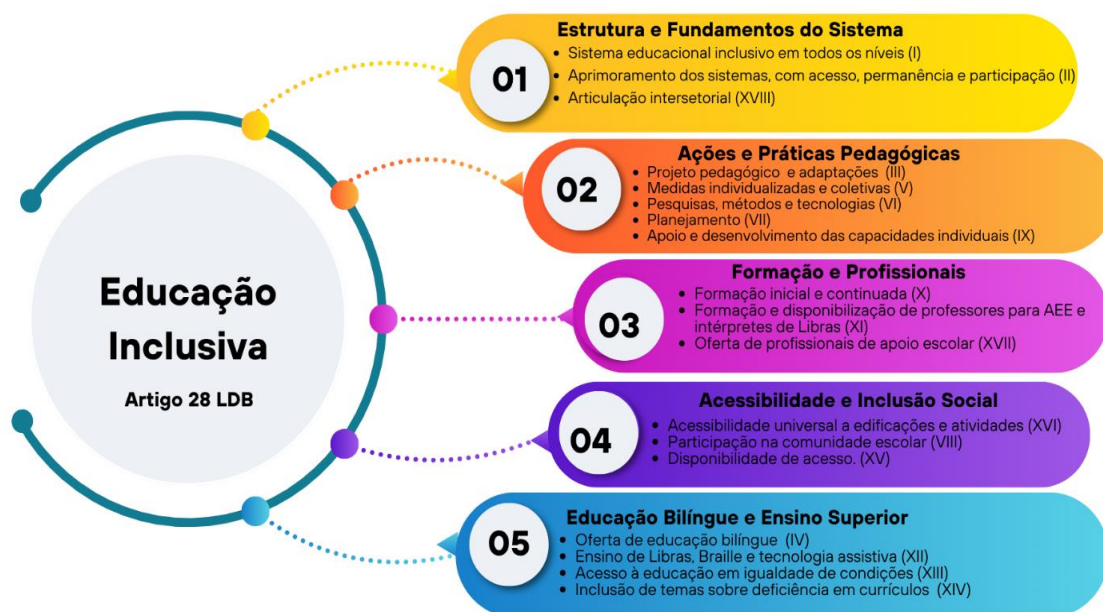 Educação
Inclusiva
Artigo 28 LDB
01
Estrutura e Fundamentos do Sistema
• Sistema educacional inclusivo em todos os níveis (I)
• Aprimoramento dos sistemas, com acesso, permanência e participação (II)
• Articulação intersetorial (XVIII)
02
Ações e Práticas Pedagógicas
• Projeto pedagógico e adaptações (III)
• Medidas individualizadas e coletivas (V)
• Pesquisas, métodos e tecnologias (VI)
• Planejamento (VII)
• Apoio e desenvolvimento das capacidades individuais (IX)
03
Formação e Profissionais
• Formação inicial e continuada (X)
• Formação e disponibilização de professores para AEE e
intérpretes de Libras (XI)
• Oferta de profissionais de apoio escolar (XVII)
04
Acessibilidade e Inclusão Social
• Acessibilidade universal a edificações e atividades (XVI)
• Participação na comunidade escolar (VIII)
• Disponibilidade de acesso. (XV)
05
Educação Bilíngue e Ensino Superior
• Oferta de educação bilíngue (IV)
• Ensino de Libras, Braille e tecnologia assistiva (XII)
• Acesso à educação em igualdade de condições (XIII)
• Inclusão de temas sobre deficiência em currículos (XIV)